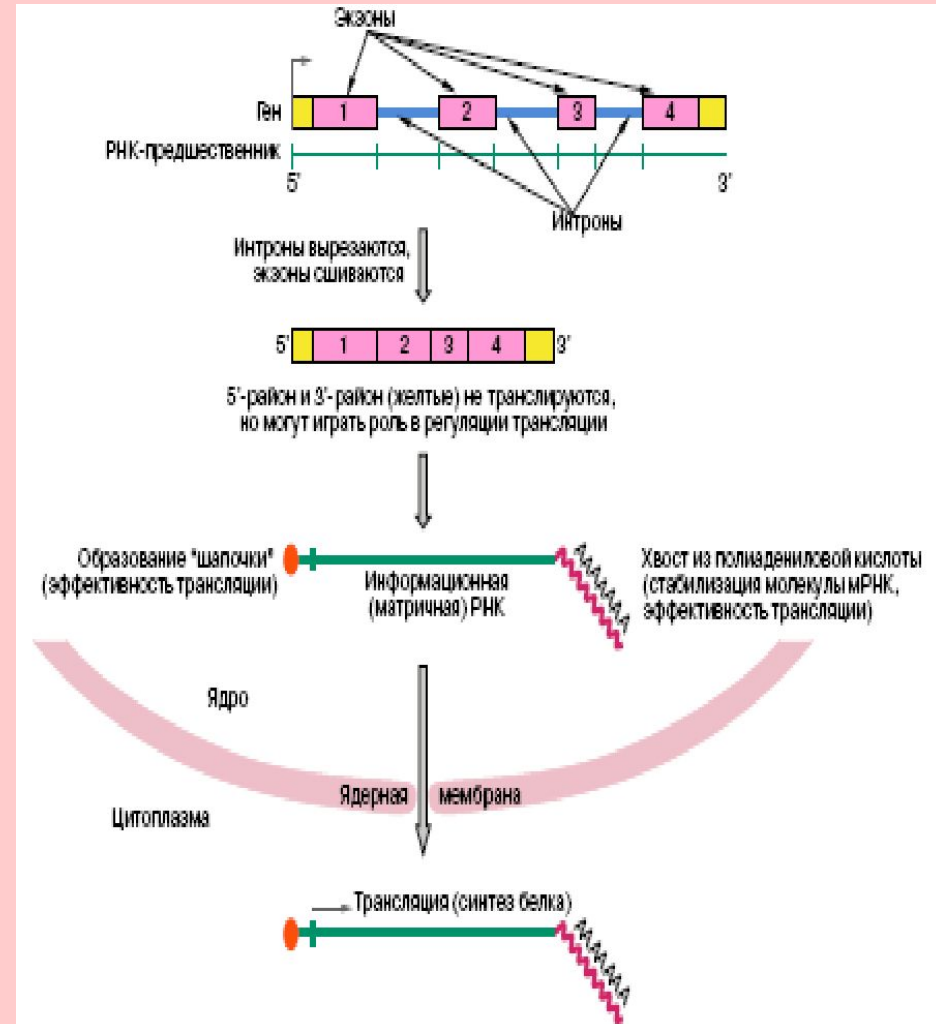 Экзоны
Ген
1
2
3
4
РНК-предшественник
5'
3'
Интроны
Интроны вырезаются,
экзоны сшиваются
5'
1
2
3
4
3'
5'-район и 3'-район (желтые) не транслируются,
но могут играть роль в регуляции трансляции
Образование "шапочки"
(эффективность трансляции)
Информационная
(матричная) РНК
AAAAAAA
Хвост из полиадениловой кислоты
(стабилизация молекулы мРНК,
эффективность трансляции)
Ядро
Ядерная мембрана
Цитоплазма
Трансляция (синтез белка)
AAAAAAA